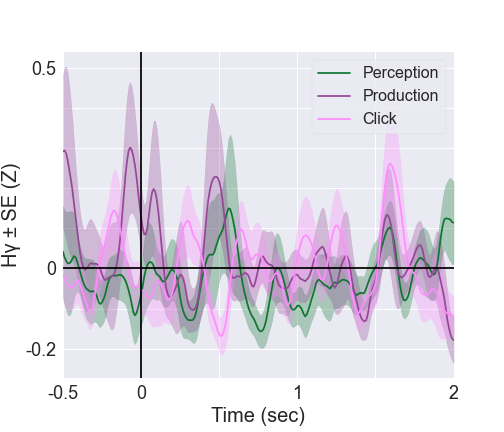 Hγ ± SE (Z)
0.5
0
-0.2
Perception
Production
Click
-0.5
0
1
2
Time (sec)